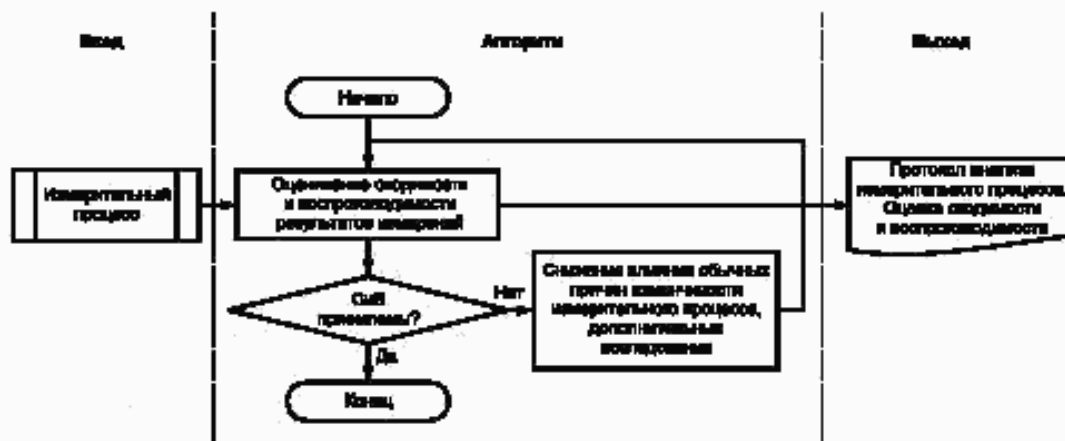 Вход
Алгоритм
Выход
Начало
Измерительный
процесс
Оценивание сходимости
и воспроизводимости
результатов измерений
Протокол анализа
измерительного процесса.
Оценка сходимости
и воспроизводимости
СиВ
приемлемы?
Нет
Снижение влияния обычных
причин изменчивости
измерительного процесса,
дополнительные
исследования
Да
Конец